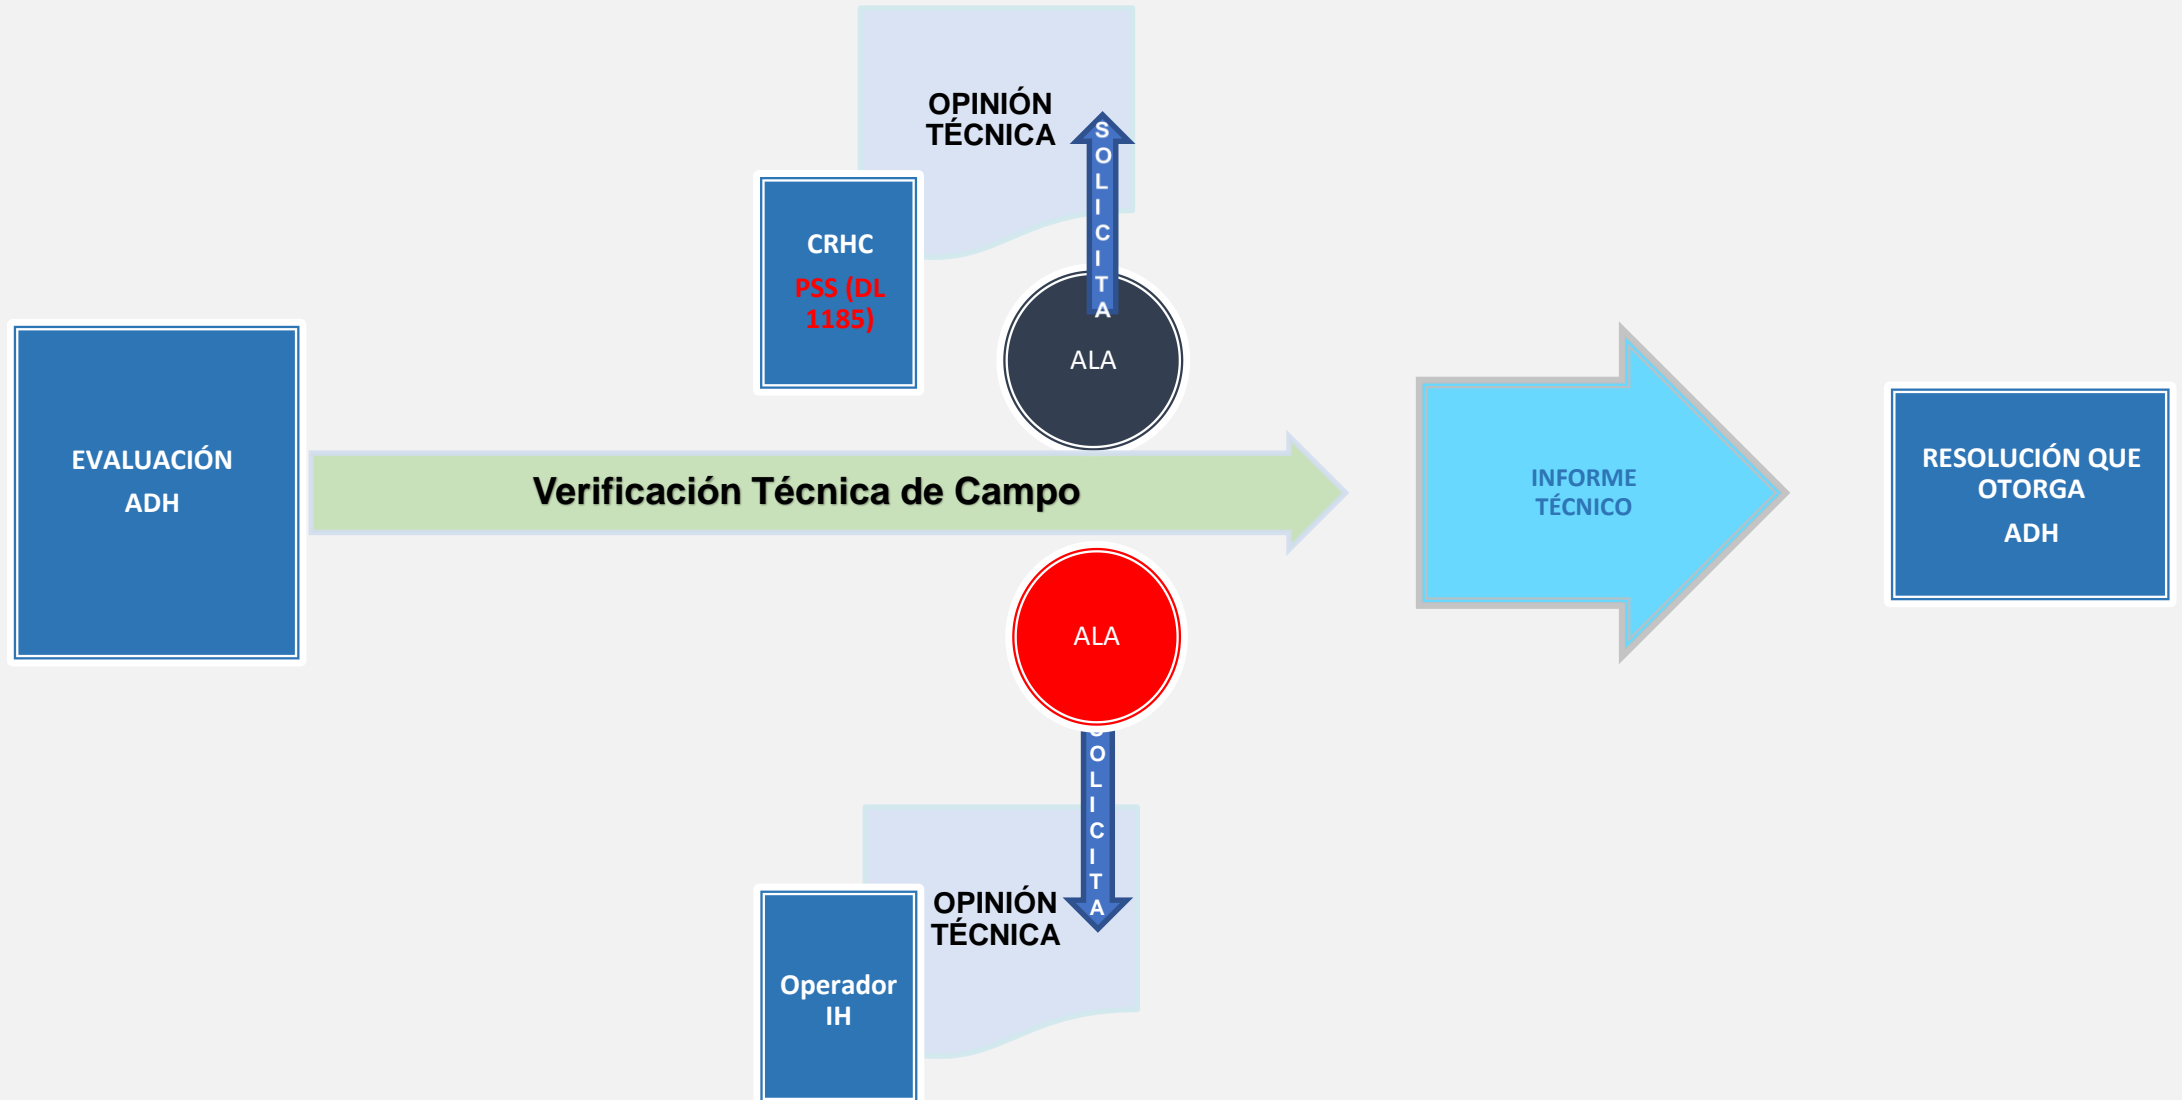 OPINIÓN
TÉCNICA
SOLICITA
CRHC
PSS (DL
1185)
ALA
EVALUACIÓN
ADH
Verificación Técnica de Campo
INFORME
TÉCNICO
RESOLUCIÓN QUE
OTORGA
ADH
ALA
SOLICITA
OPINIÓN
TÉCNICA
Operador
IH